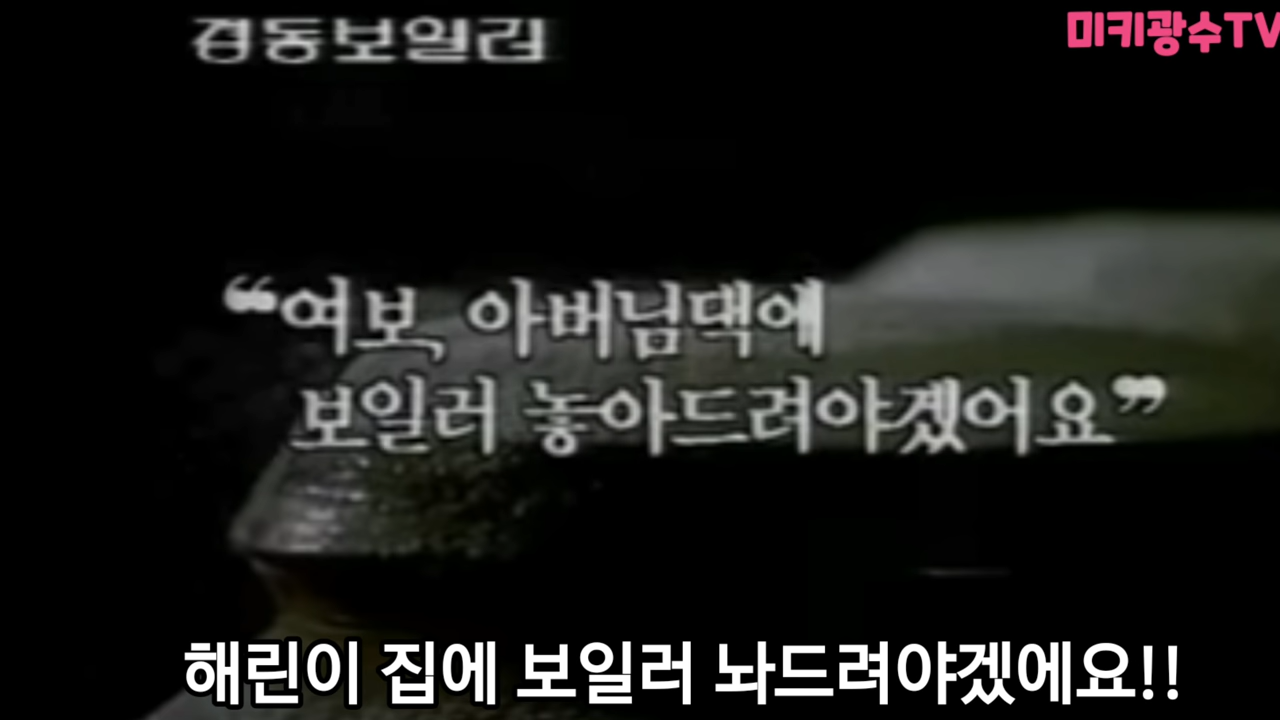 경동보일러
미키광수TV
“여보, 아버님댁에
보일러 놓아드려야겠어요”
해린이 집에 보일러 놔드려야겠에요!!